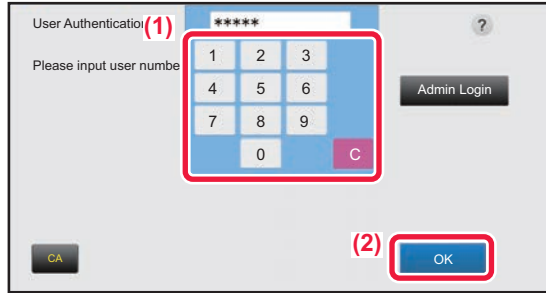 User Authentication
(1)
*****
?
Please input user numbe
1 2 3
4 5 6
7 8 9
0 C
Admin Login
(2)
CA
OK